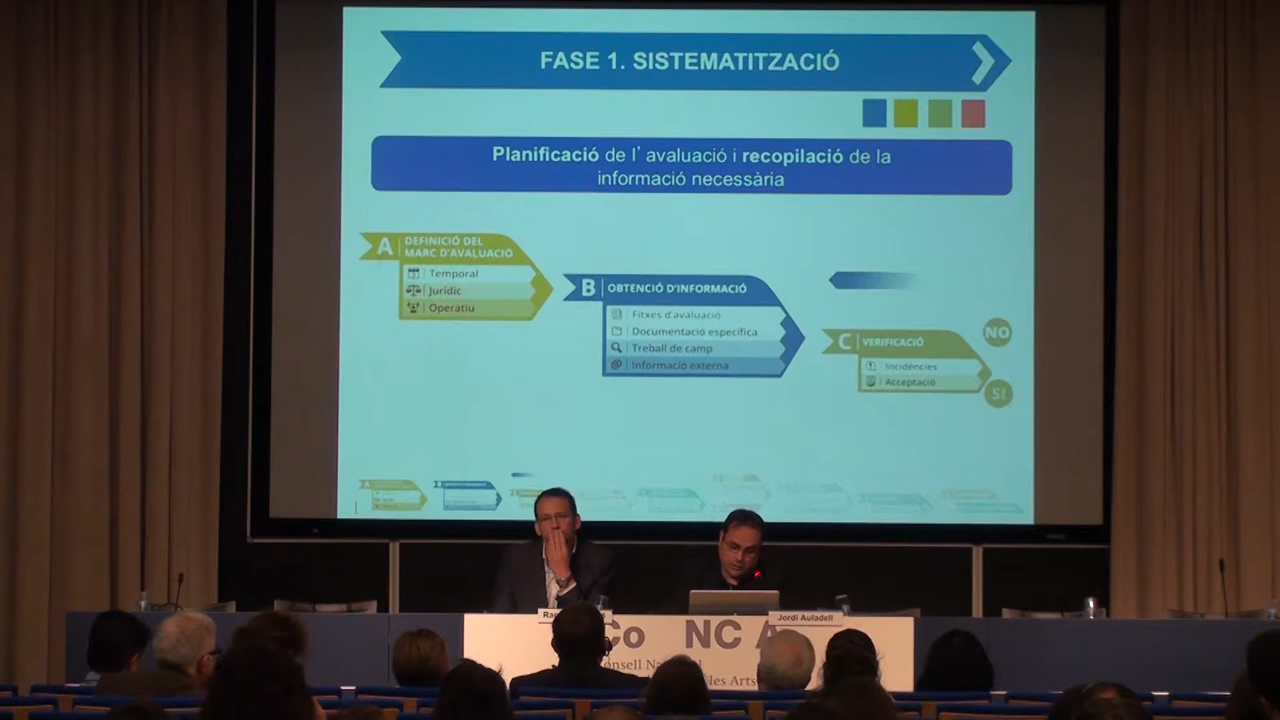 FASE 1. SISTEMATITZACIÓ
Planificació de l' avaluació i recopilació de la
informació necessària
A
DEFINICIÓ DEL
MARC D'AVALUACIÓ
Temporal
Jurídic
Operatiu
B
OBTENCIÓ D'INFORMACIÓ
Fitxes d'avaluació
Documentació específica
Treball de camp
@ Informació externa
C
VERIFICACIÓ
Incidències
Acceptació
NO
SI
Jordi Auladell
Co NC A
les Arts